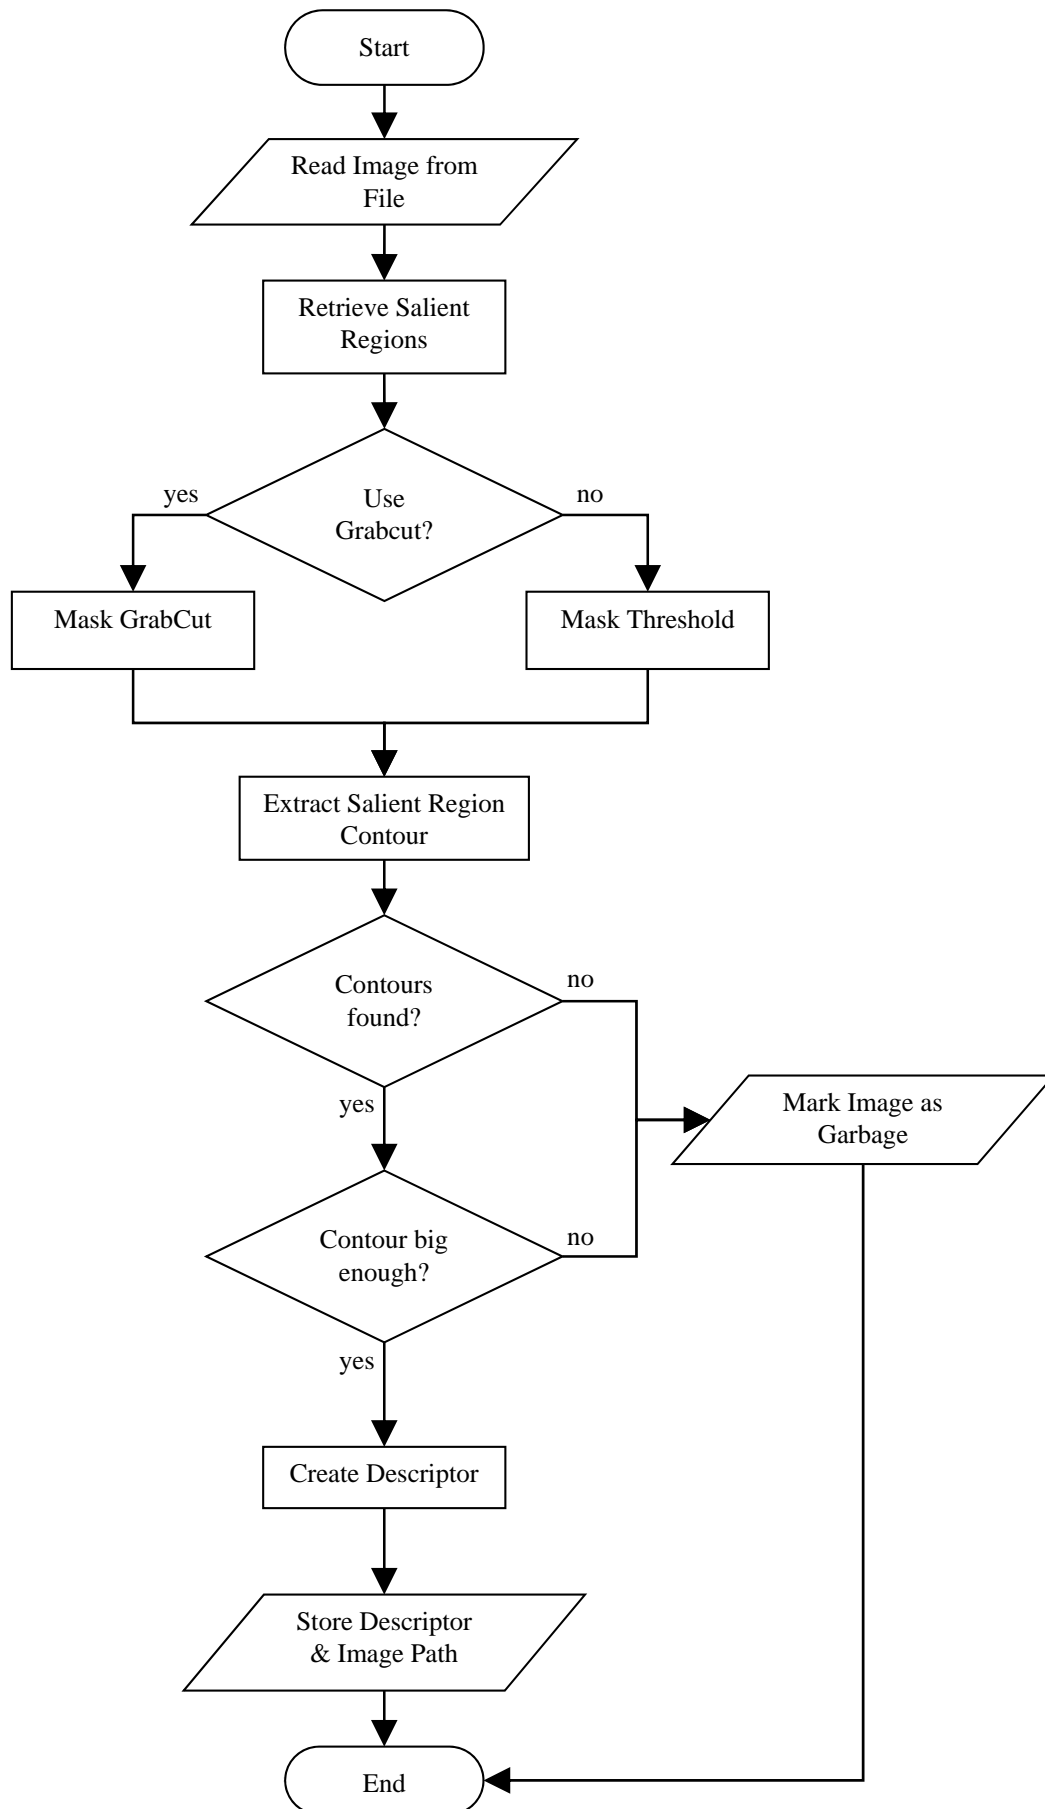 Start
Read Image from
File
Retrieve Salient
Regions
yes
Use
Grabcut?
no
Mask GrabCut
Mask Threshold
Extract Salient Region
Contour
Contours
found?
no
yes
Mark Image as
Garbage
Contour big
enough?
no
yes
Create Descriptor
Store Descriptor
& Image Path
End